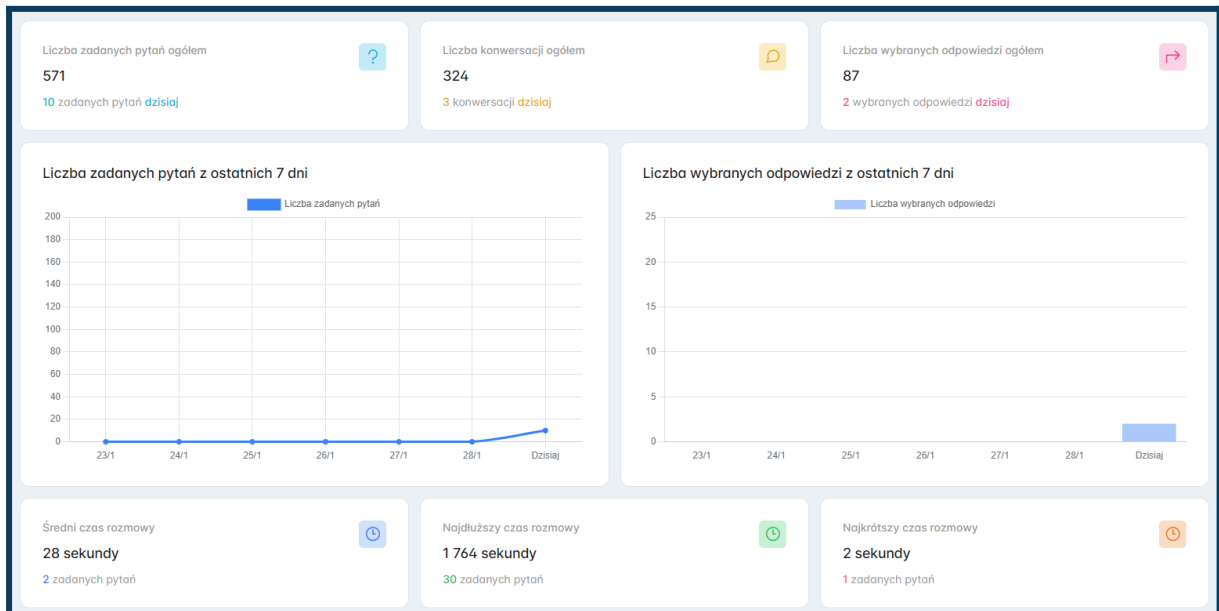 Liczba zadanych pytań ogółem
571
10 zadanych pytań dzisiaj
Liczba konwersacji ogółem
324
3 konwersacji dzisiaj
Liczba wybranych odpowiedzi ogółem
87
2 wybranych odpowiedzi dzisiaj
Liczba zadanych pytań z ostatnich 7 dni
Liczba zadanych pytań
200
180
160
140
120
100
80
60
40
20
0
23/1 24/1 25/1 26/1 27/1 28/1 Dzisiaj
Liczba wybranych odpowiedzi z ostatnich 7 dni
Liczba wybranych odpowiedzi
25
20
15
10
5
0
23/1 24/1 25/1 26/1 27/1 28/1 Dzisiaj
Średni czas rozmowy
28 sekundy
2 zadanych pytań
Najdłuższy czas rozmowy
1 764 sekundy
30 zadanych pytań
Najkrótszy czas rozmowy
2 sekundy
1 zadanych pytań